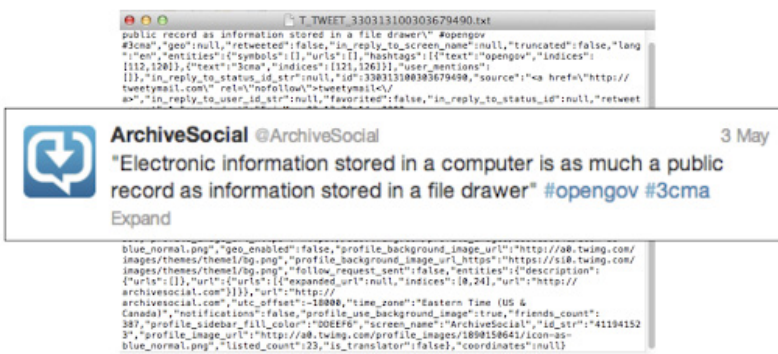 T_TWEET_330313100303679490.txt
public record as information stored in a file drawer\" #opengov
#3cma","geo":null,"retweeted":false,"in_reply_to_screen_name":null,"truncated":false,"lang
":"en","entities":{"symbols":[],"urls":[],"hashtags":[{"text":"opengov","indices":
[112,120]},{"text":"3cma","indices":[121,126]}],"user_mentions":
[]},"in_reply_to_status_id_str":null,"id":330313100303679490,"source":"<a href=\"http://
tweetymail.com\" rel=\"nofollow\">tweetymail<\/
a>","in_reply_to_user_id_str":null,"favorited":false,"in_reply_to_status_id":null,"retweet
ArchiveSocial @ArchiveSocial 3 May
"Electronic information stored in a computer is as much a public
record as information stored in a file drawer" #opengov #3cma
Expand
blue_normal.png","geo_enabled":false,"profile_background_image_url":"http://a0.twimg.com/
images/themes/theme1/bg.png","profile_background_image_url_https":"https://si0.twimg.com/
images/themes/theme1/bg.png","follow_request_sent":false,"entities":{"description":
{"urls":[]},"url":{"urls":[{"expanded_url":null,"indices":[0,24],"url":"http://
archivesocial.com"}]}},"url":"http://
archivesocial.com","utc_offset":-18000,"time_zone":"Eastern Time (US &
Canada)","notifications":false,"profile_use_background_image":true,"friends_count":
387,"profile_sidebar_fill_color":"DDEEF6","screen_name":"ArchiveSocial","id_str":"41194152
3","profile_image_url":"http://a0.twimg.com/profile_images/1890150641/icon-as-
blue_normal.png","listed_count":23,"is_translator":false},"coordinates":null}